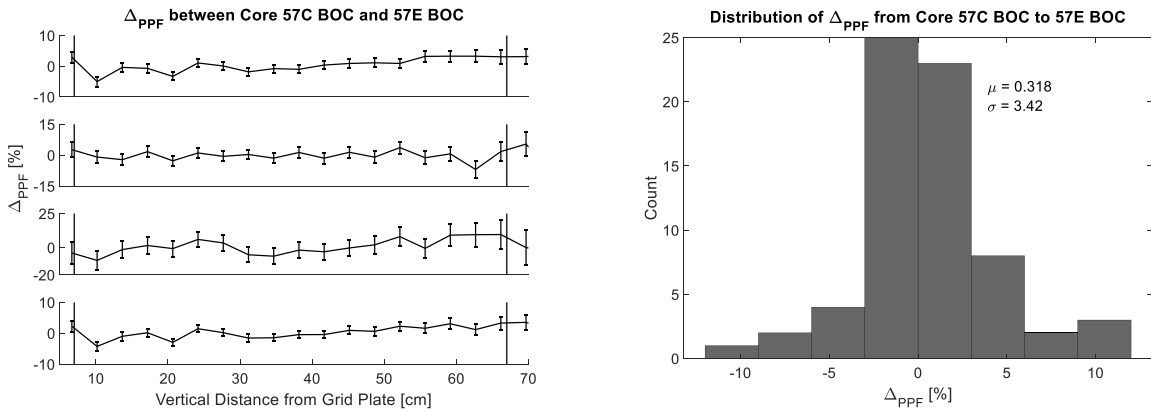 Δ_PPF between Core 57C BOC and 57E BOC
10
0
-10
15
0
-15
25
0
-20
10
0
-10
10 20 30 40 50 60 70
Δ_PPF [%]
Vertical Distance from Grid Plate [cm]
Distribution of Δ_PPF from Core 57C BOC to 57E BOC
25
20
15
10
5
0
μ = 0.318
σ = 3.42
Count
-10 -5 0 5 10
Δ_PPF [%]